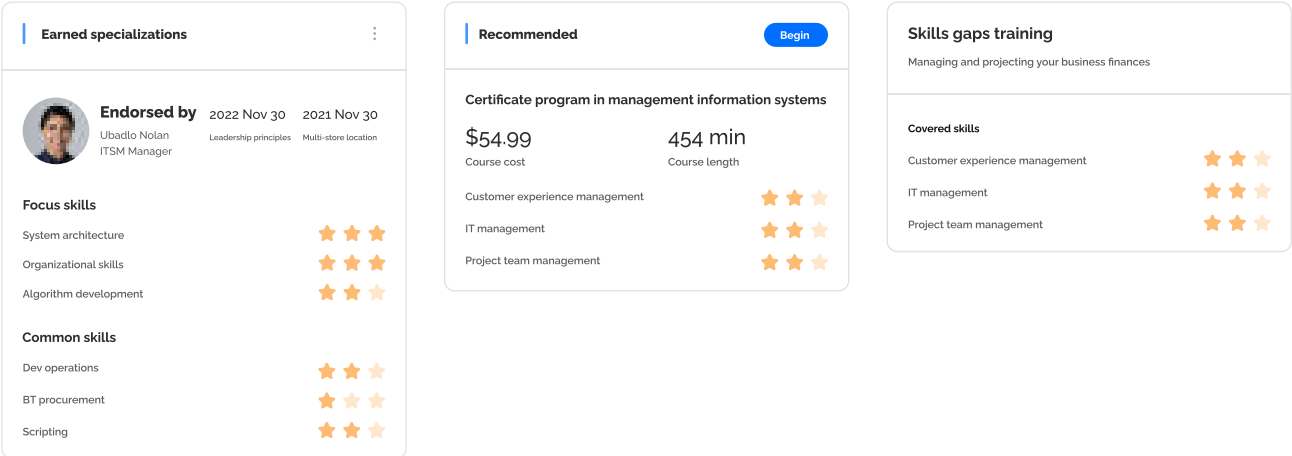 Earned specializations
Endorsed by
Ubadlo Nolan
ITSM Manager
2022 Nov 30
Leadership principles
2021 Nov 30
Multi-store location
Focus skills
System architecture
Organizational skills
Algorithm development
Common skills
Dev operations
BT procurement
Scripting
Recommended
Begin
Certificate program in management information systems
$54.99
Course cost
454 min
Course length
Customer experience management
IT management
Project team management
Skills gaps training
Managing and projecting your business finances
Covered skills
Customer experience management
IT management
Project team management